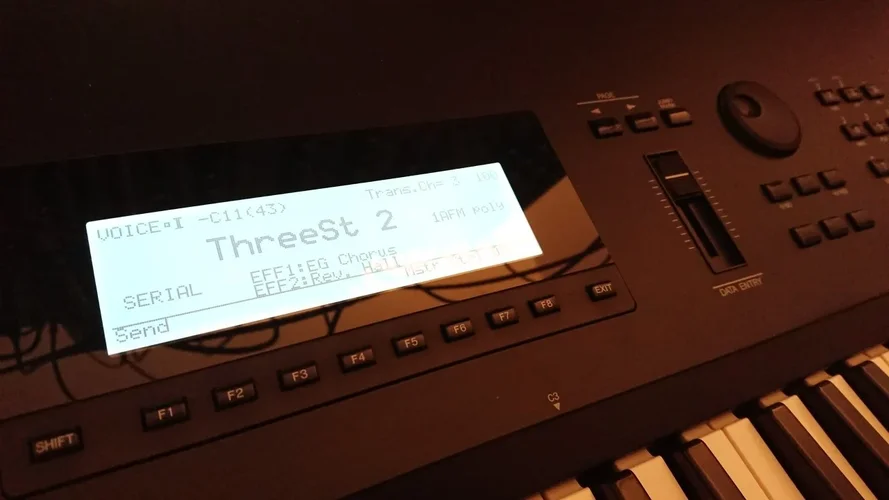 PAGE
VOICE I -C11(43)
Trans.Ch= 3 100
ThreeSt 2
1AFM poly
EFF1:EG Chorus
SERIAL
EFF2:Rev. Hall
Send
SHIFT
F1
F2
F3
F4
F5
F6
F7
F8
EXIT
DATA ENTRY
C3